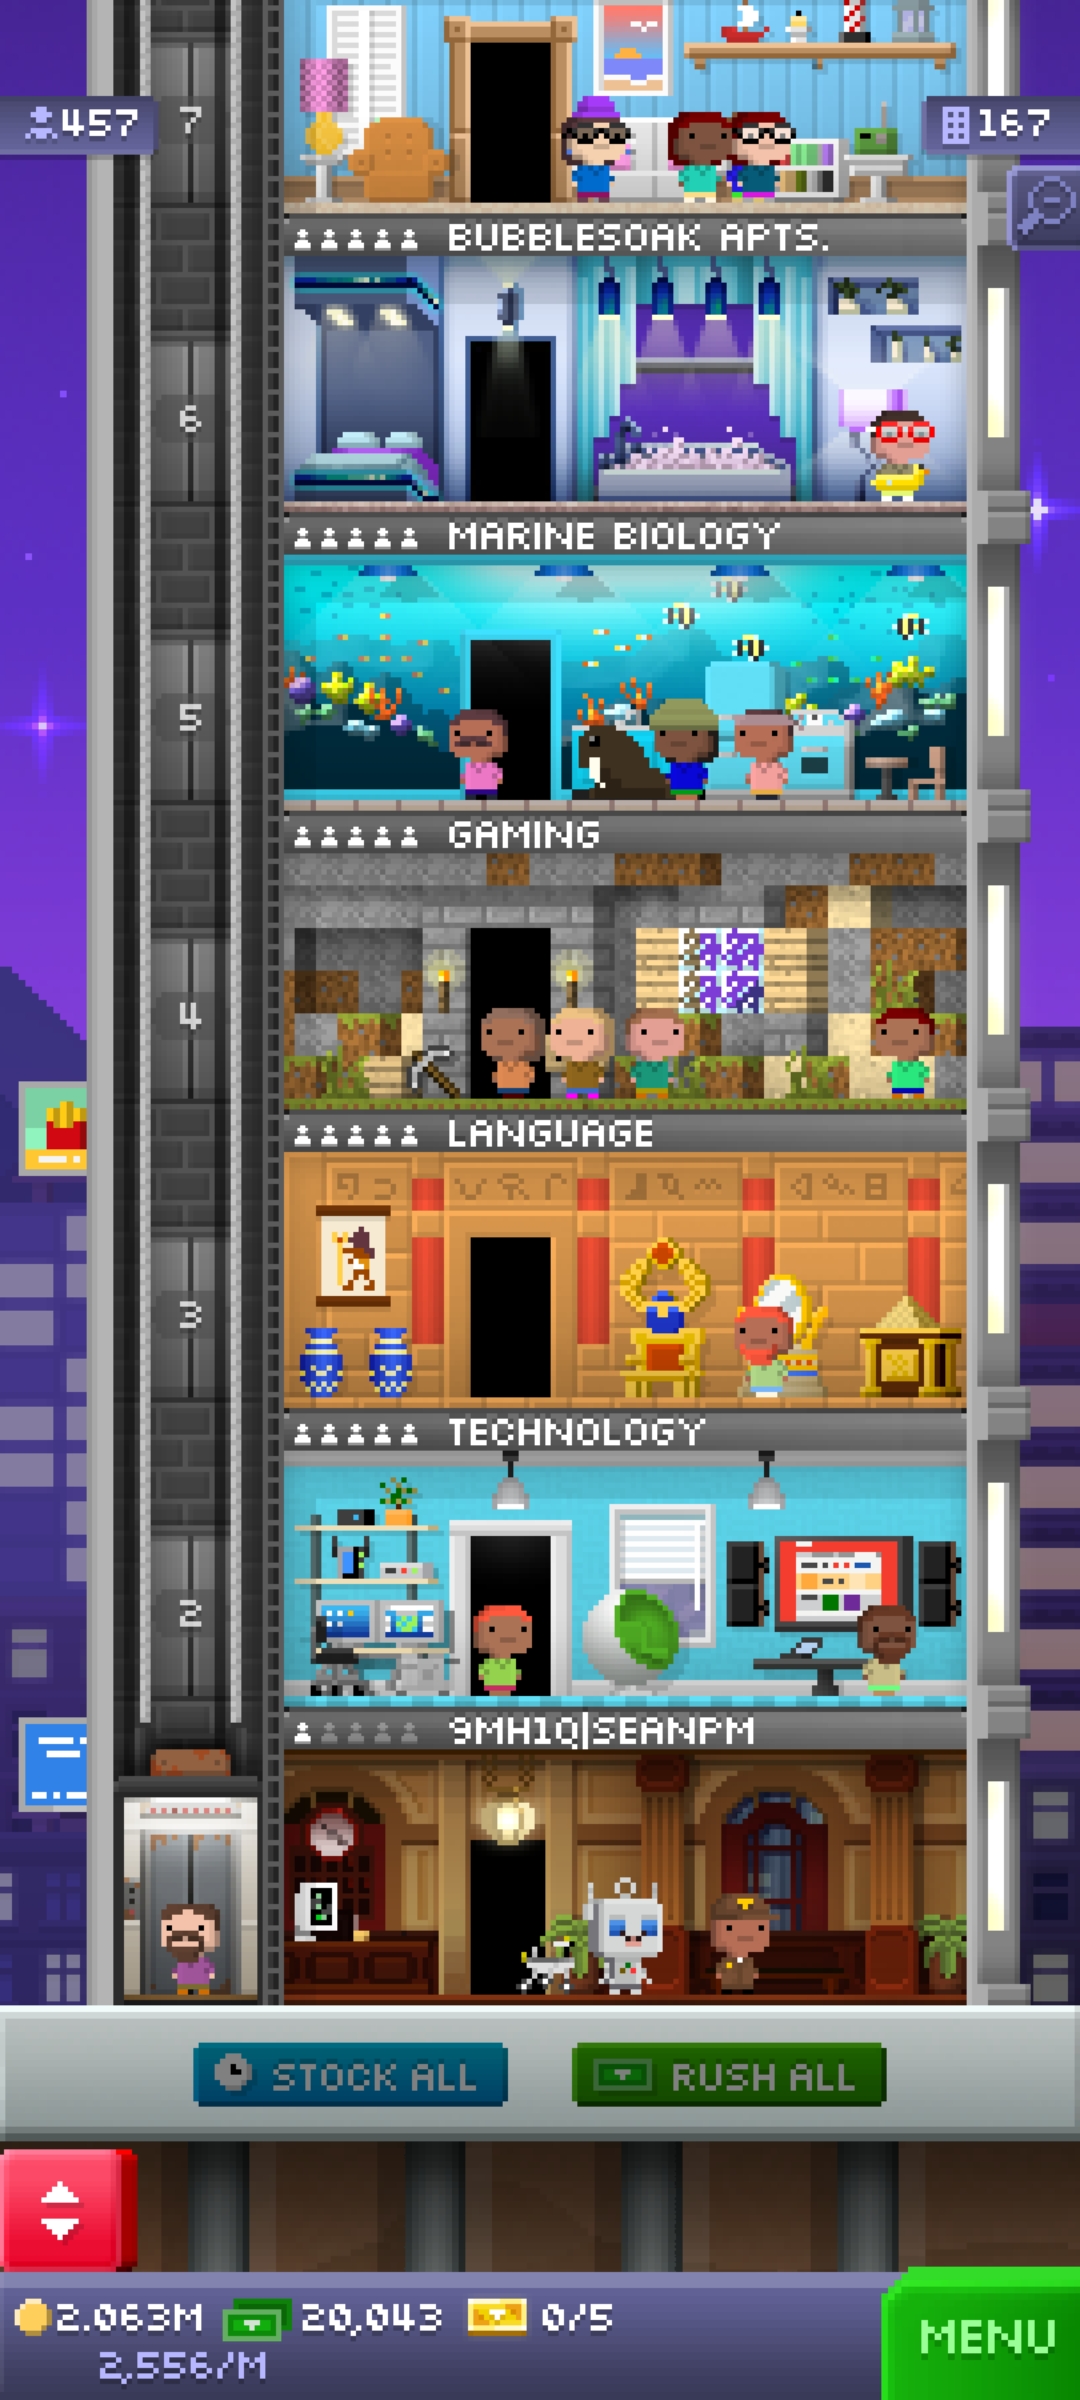 457
7
167
BUBBLESOAK APTS.
6
MARINE BIOLOGY
5
GAMING
4
LANGUAGE
3
TECHNOLOGY
2
9MH1Q|SEANPM
STOCK ALL
RUSH ALL
2.063M
20,043
0/5
MENU
2,556/M